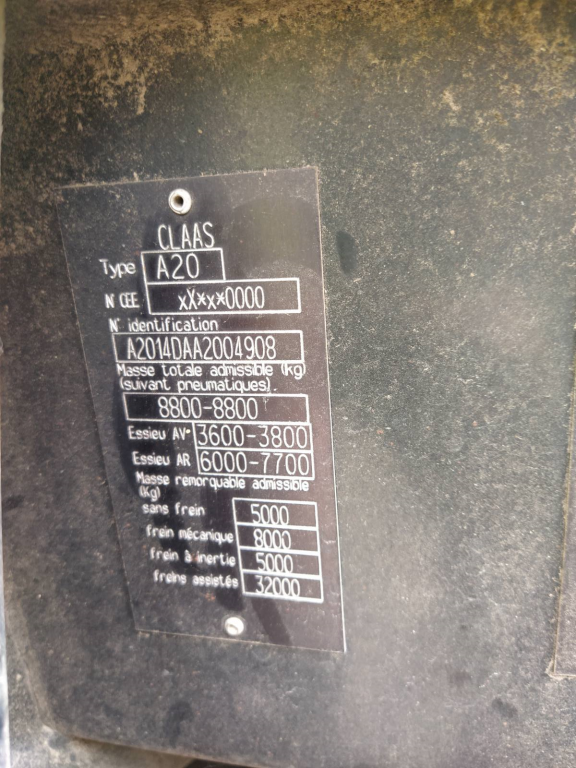 CLAAS
Type A20
N° CEE xX*x*0000
N° identification
A2014DAA2004908
Masse totale admissible (kg)
(suivant pneumatiques)
8800-8800
Essieu AV 3600-3800
Essieu AR 6000-7700
Masse remorquable admissible
(Kg)
sans frein 5000
frein mécanique 8000
frein à inertie 5000
freins assistés 32000